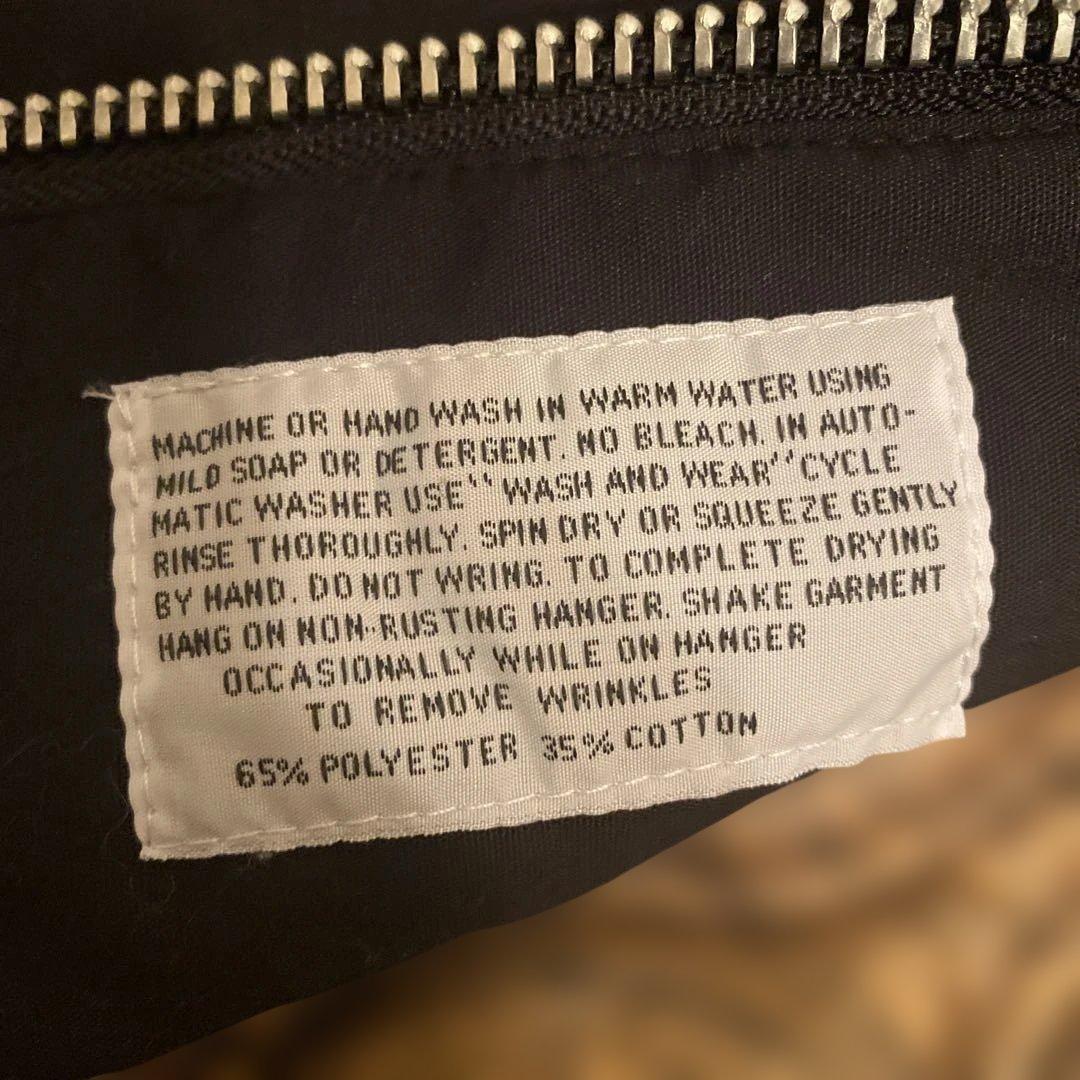 MACHINE OR HAND WASH IN WARM WATER USING
MILD SOAP OR DETERGENT. NO BLEACH. IN AUTO-
MATIC WASHER USE "WASH AND WEAR" CYCLE
RINSE THOROUGHLY. SPIN DRY OR SQUEEZE GENTLY
BY HAND. DO NOT WRING. TO COMPLETE DRYING
HANG ON NON-RUSTING HANGER. SHAKE GARMENT
OCCASIONALLY WHILE ON HANGER
TO REMOVE WRINKLES
65% POLYESTER 35% COTTON